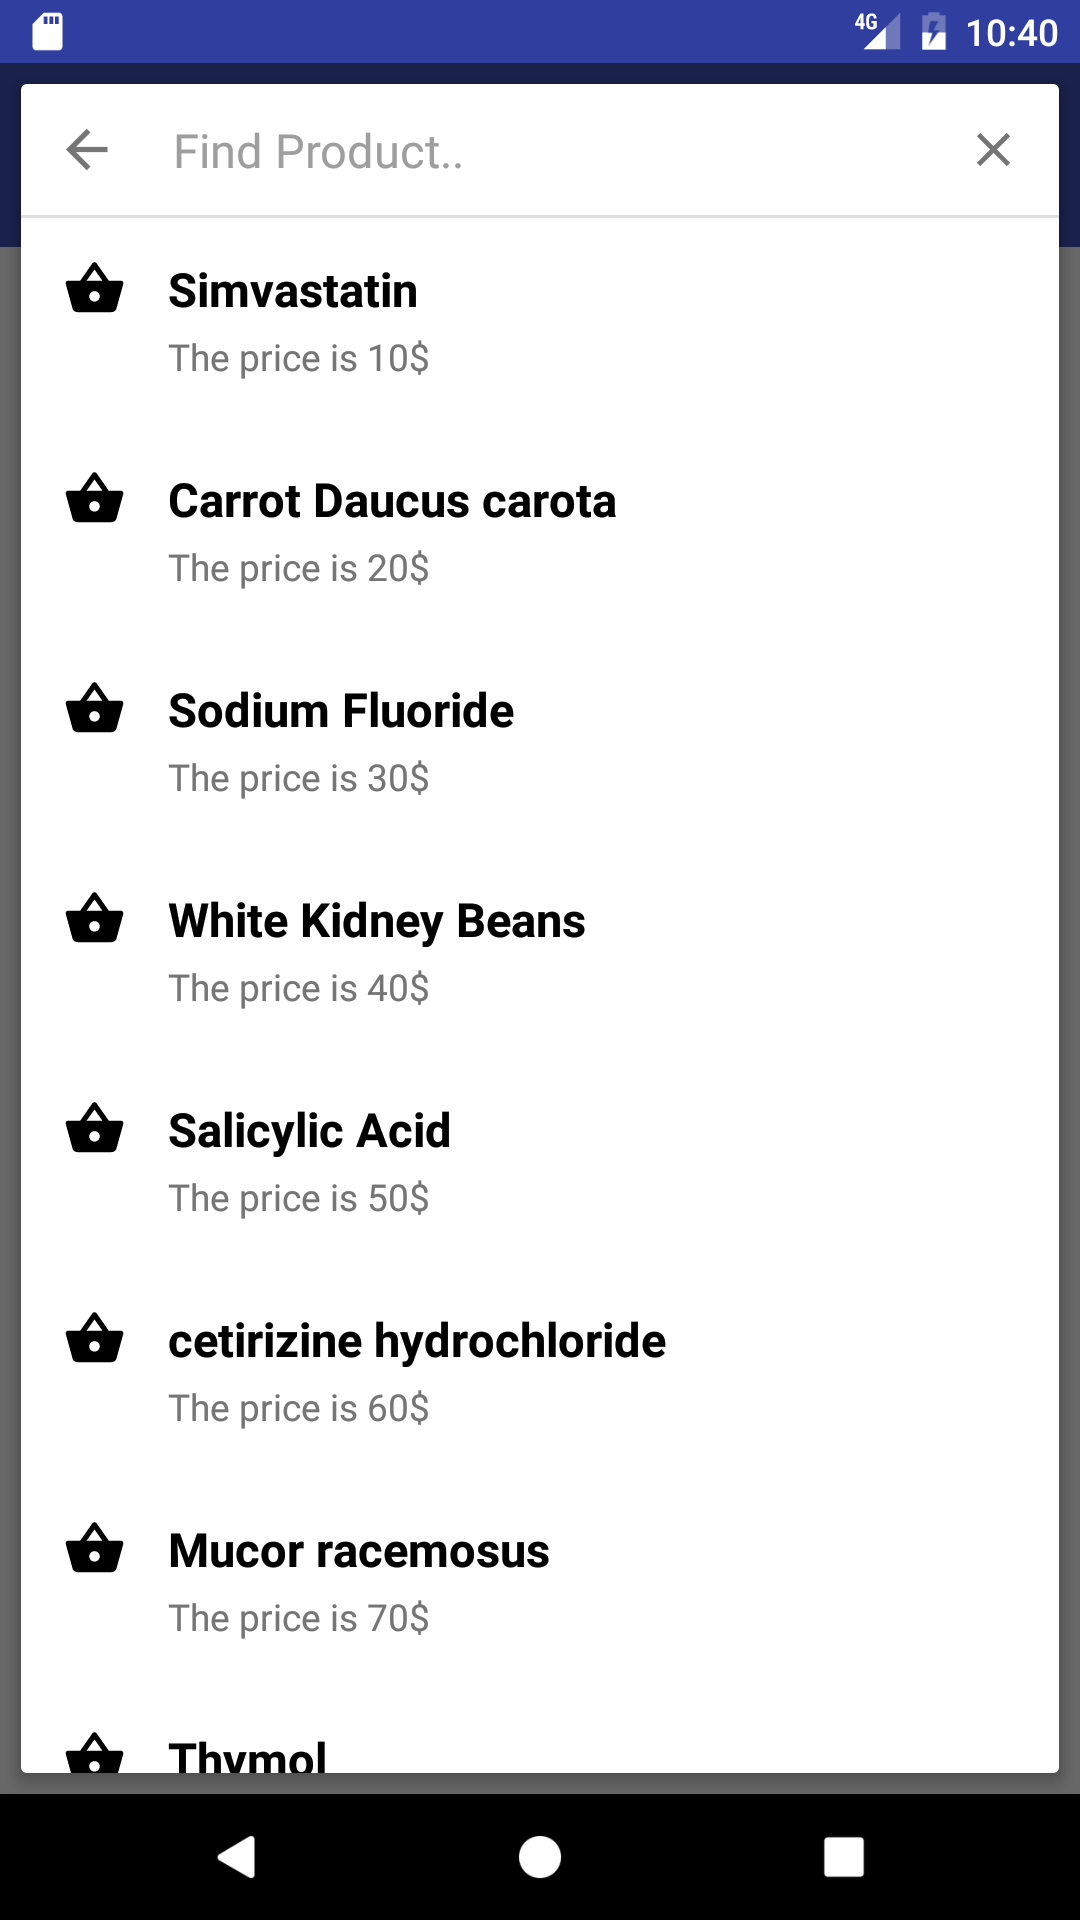 4G 10:40
Find Product..
Simvastatin
The price is 10$
Carrot Daucus carota
The price is 20$
Sodium Fluoride
The price is 30$
White Kidney Beans
The price is 40$
Salicylic Acid
The price is 50$
cetirizine hydrochloride
The price is 60$
Mucor racemosus
The price is 70$
Thymol